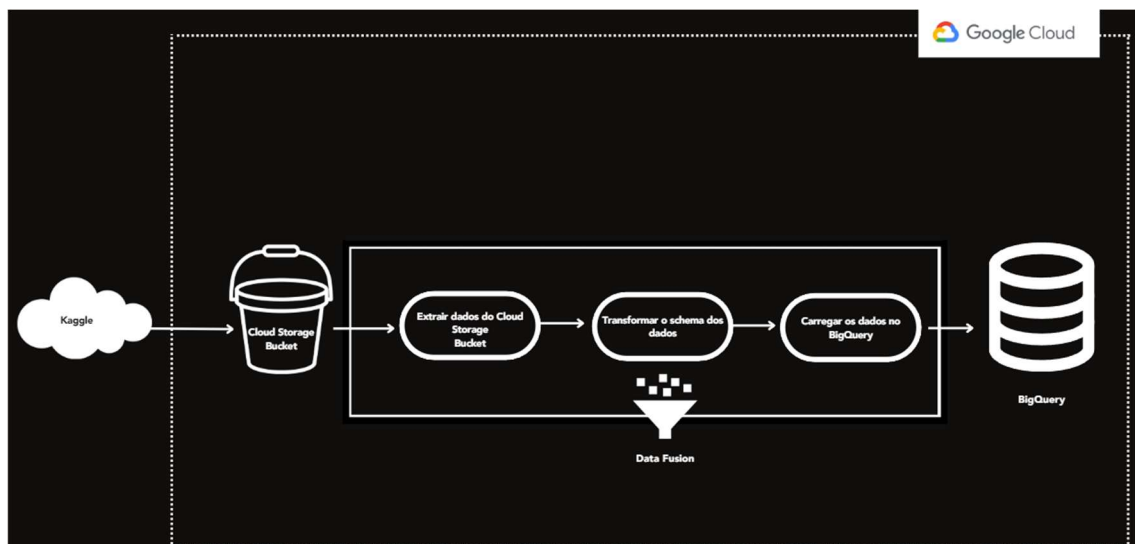 Google Cloud
Kaggle
Cloud Storage
Bucket
Extrair dados do Cloud
Storage
Bucket
Transformar o schema dos
dados
Carregar os dados no
BigQuery
BigQuery
Data Fusion